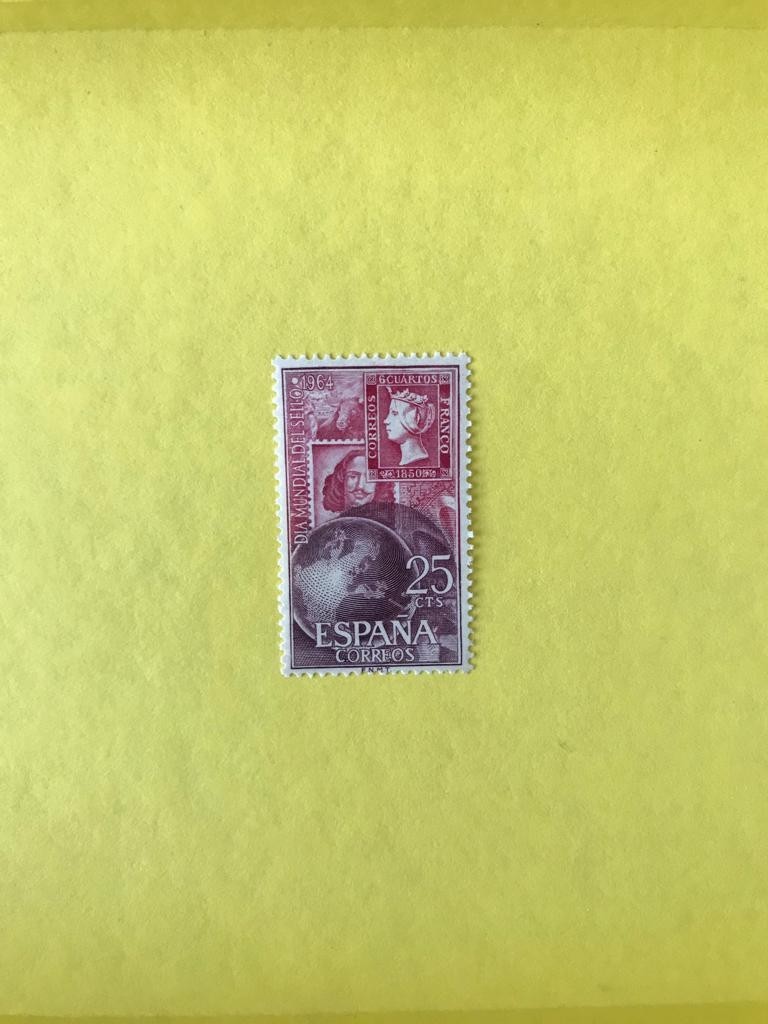 DIA MUNDIAL DEL SELLO 1964
6 CUARTOS
CORREOS
FRANCO
1850
25
CTS
ESPAÑA
CORREOS
F.N.M.T.